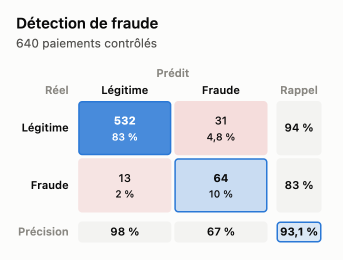 Détection de fraude
640 paiements contrôlés
Prédit
Réel Légitime Fraude Rappel
Légitime 532 31 94 %
83 % 4,8 %
Fraude 13 64 83 %
2 % 10 %
Précision 98 % 67 % 93,1 %